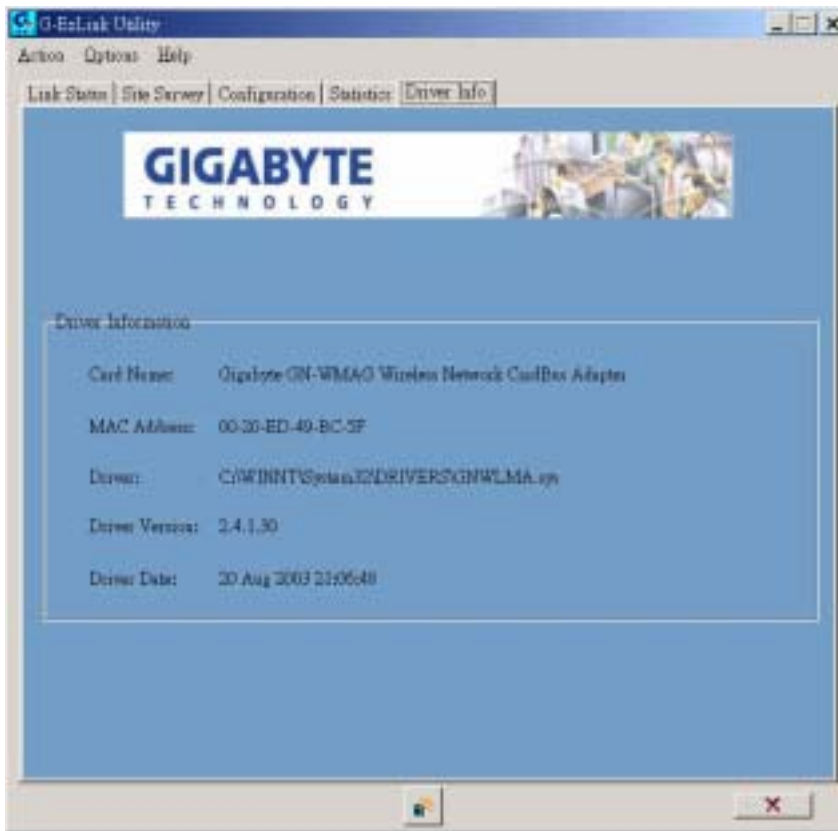 G-EzLink Utility
Action Options Help
Link Status Site Survey Configuration Statistics Driver Info
GIGABYTE
TECHNOLOGY
Driver Information
Card Name: Gigabyte GN-WMAG Wireless Network CardBus Adapter
MAC Address: 00-20-ED-49-BC-5F
Driver: C:\WINNT\System32\DRIVERS\GNWLMA.sys
Driver Version: 2.4.1.30
Driver Date: 20 Aug 2003 21:06:48